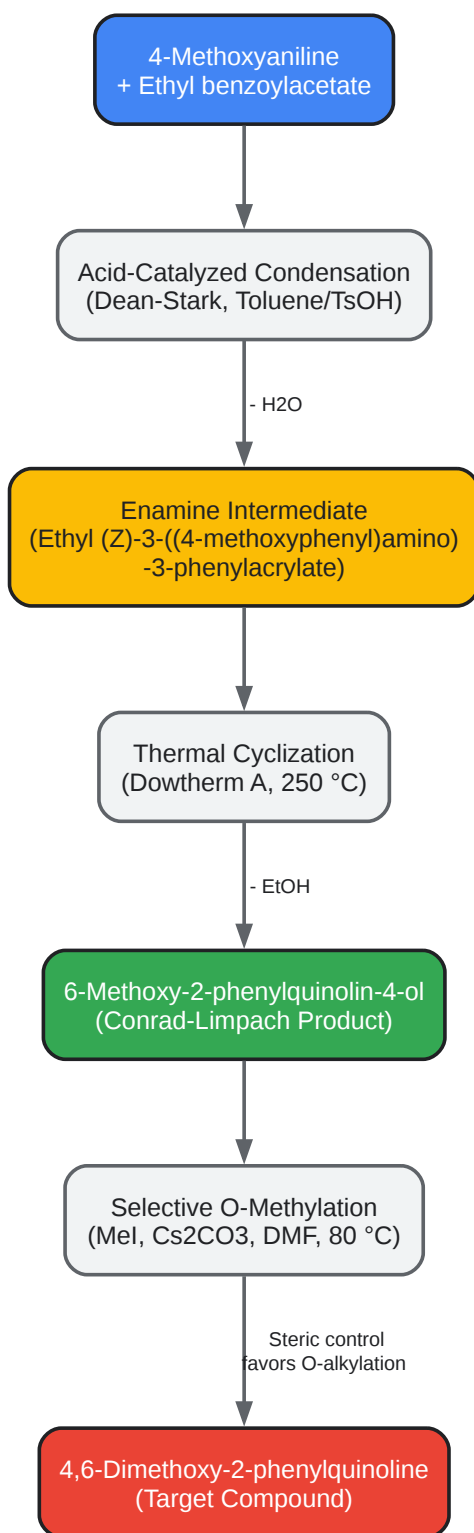 4-Methoxyaniline
+ Ethyl benzoylacetate
Acid-Catalyzed Condensation
(Dean-Stark, Toluene/TsOH)
- H2O
Enamine Intermediate
(Ethyl (Z)-3-((4-methoxyphenyl)amino)
-3-phenylacrylate)
Thermal Cyclization
(Dowtherm A, 250 °C)
- EtOH
6-Methoxy-2-phenylquinolin-4-ol
(Conrad-Limpach Product)
Selective O-Methylation
(MeI, Cs2CO3, DMF, 80 °C)
Steric control
favors O-alkylation
4,6-Dimethoxy-2-phenylquinoline
(Target Compound)